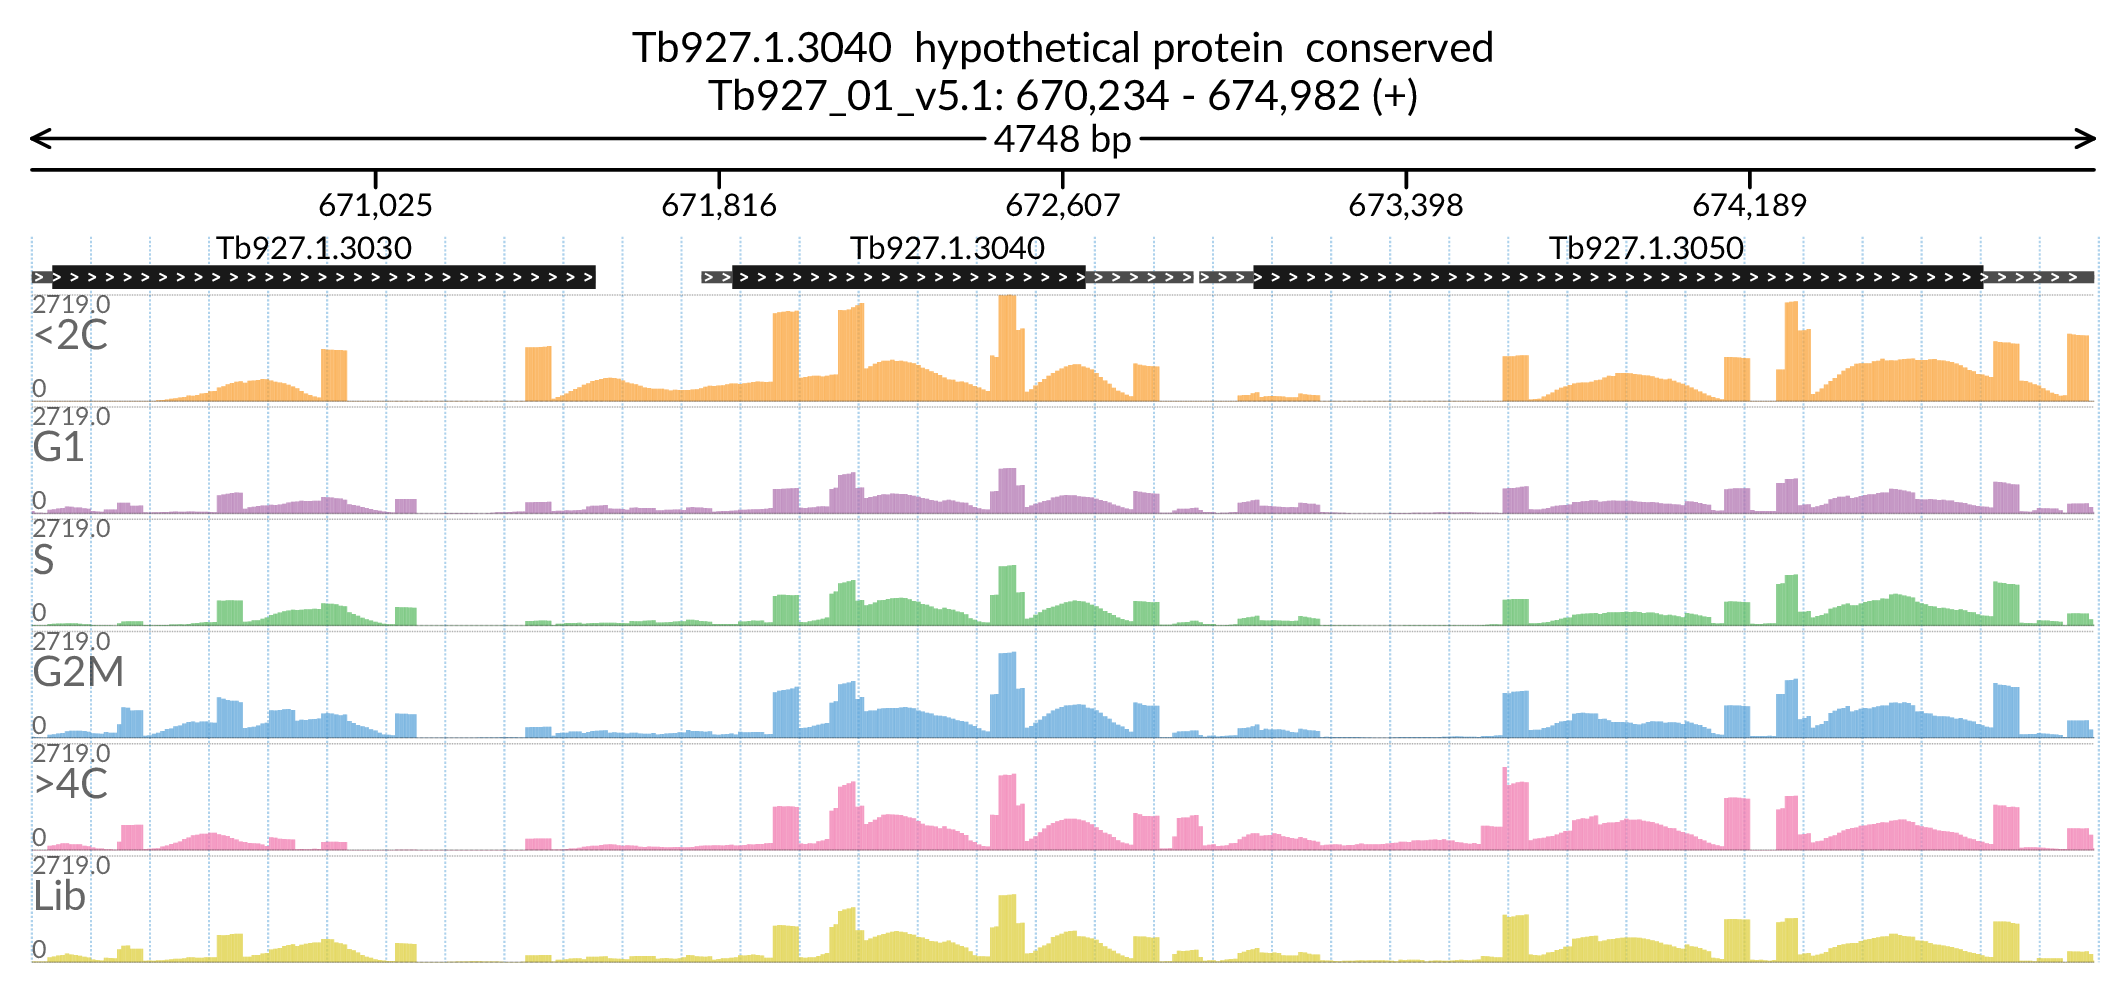 Tb927.1.3040  hypothetical protein  conserved
Tb927_01_v5.1: 670,234 - 674,982 (+)
4748 bp
671,025 671,816 672,607 673,398 674,189
Tb927.1.3030 Tb927.1.3040 Tb927.1.3050
2719.0
<2C
0
2719.0
G1
0
2719.0
S
0
2719.0
G2M
0
2719.0
>4C
0
2719.0
Lib
0